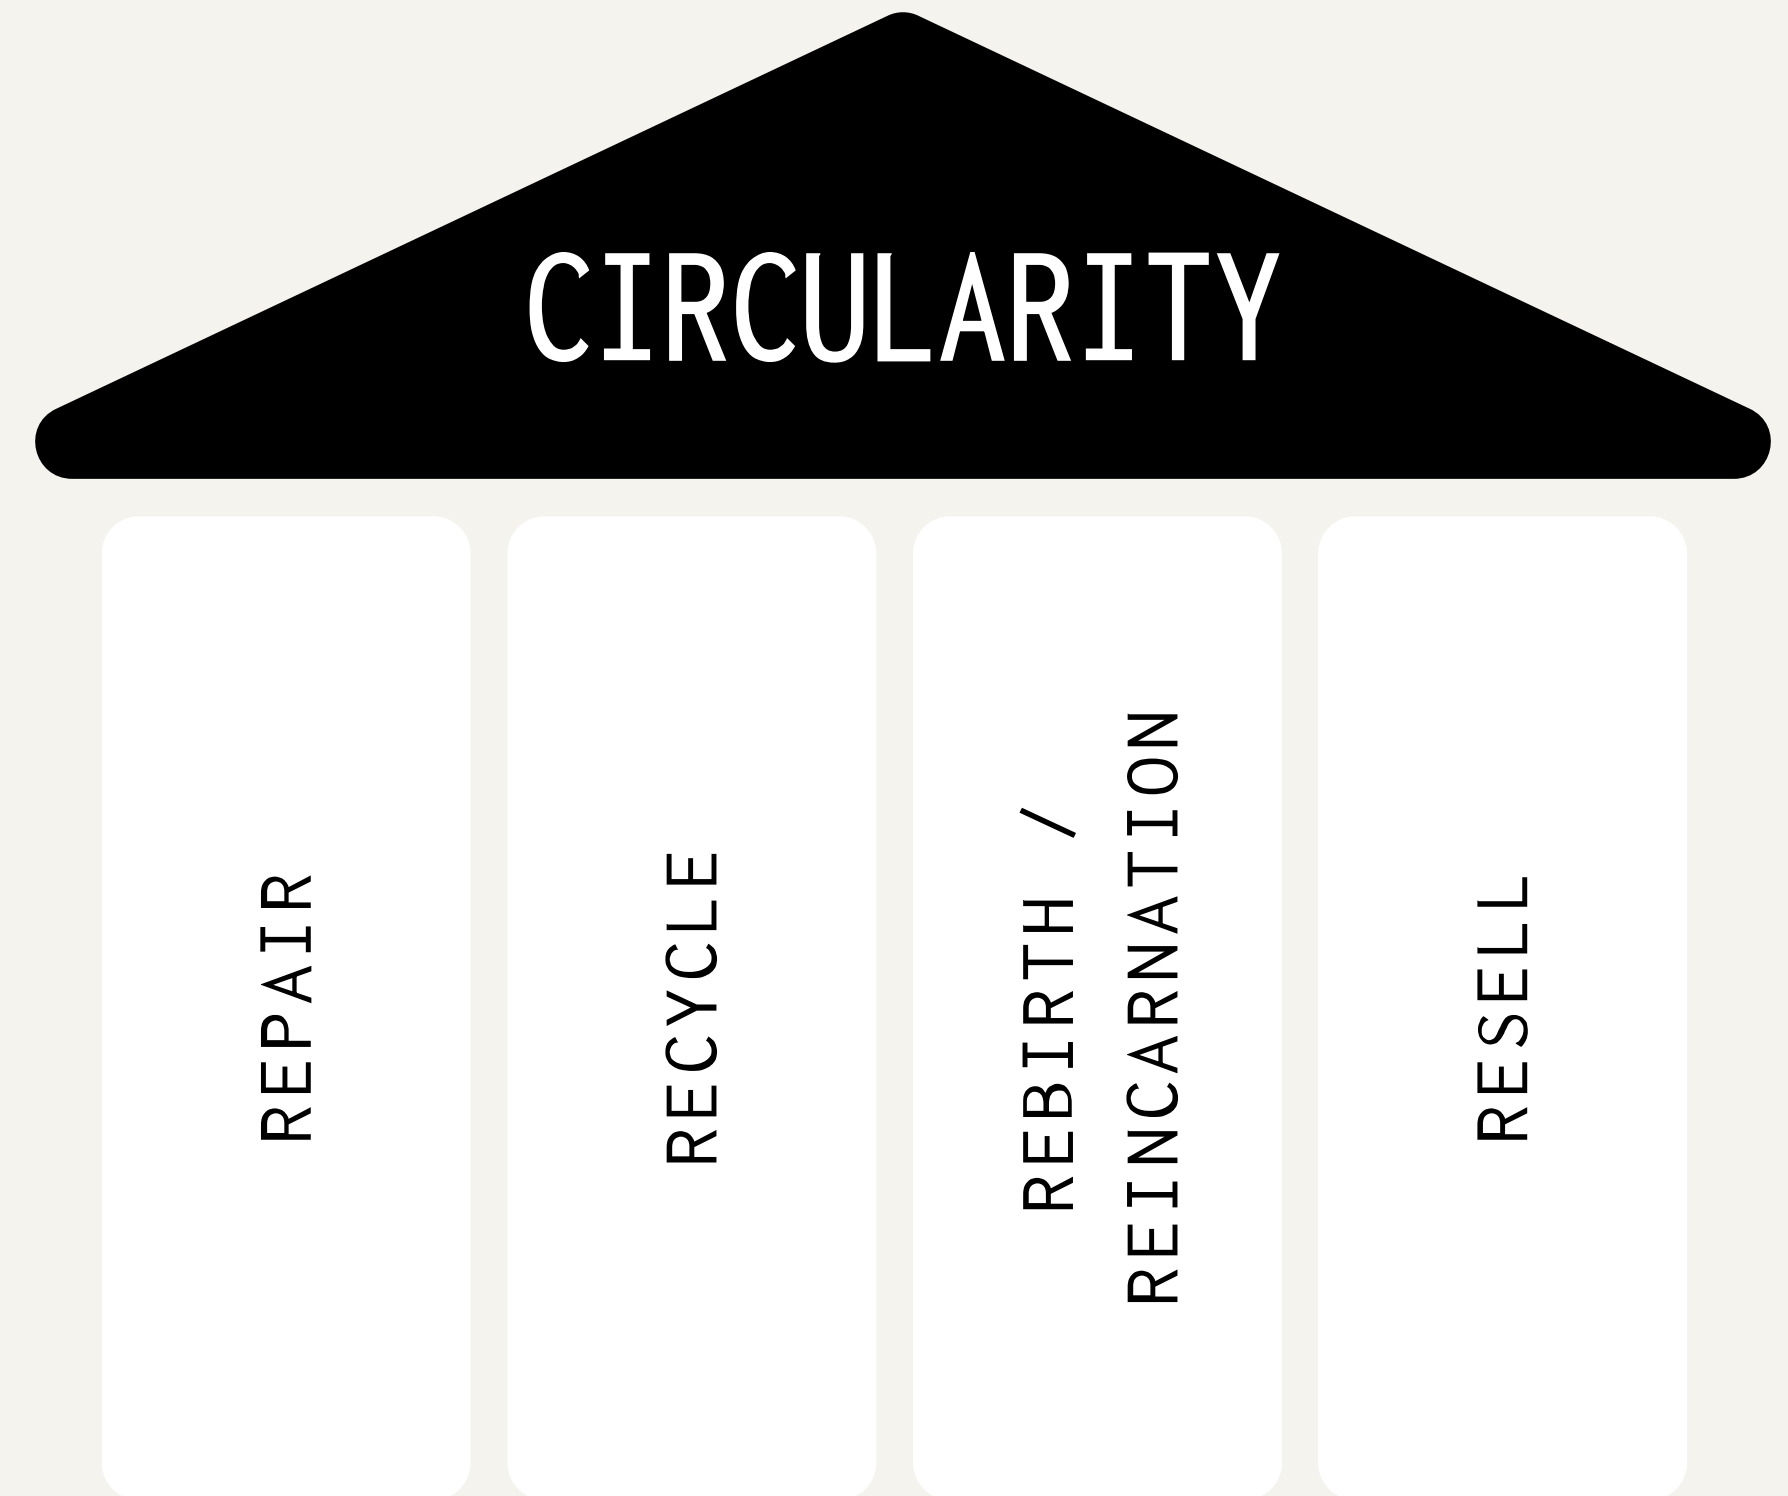 CIRCULARITY
REPAIR
RECYCLE
REBIRTH /
REINCARNATION
RESELL